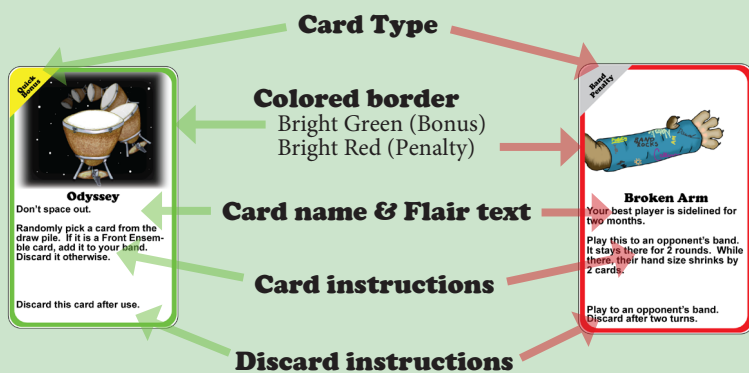 Card Type
Quick
Bonus
Band
Penalty
Colored border
Bright Green (Bonus)
Bright Red (Penalty)
Odyssey
Don't space out.
Randomly pick a card from the
draw pile.  If it is a Front Ensem-
ble card, add it to your band.
Discard it otherwise.
Discard this card after use.
BAND
ROCKS
Broken Arm
Your best player is sidelined for
two months.
Play this to an opponent's band.
It stays there for 2 rounds.  While
there, their hand size shrinks by
2 cards.
Play to an opponent's band.
Discard after two turns.
Card name & Flair text
Card instructions
Discard instructions